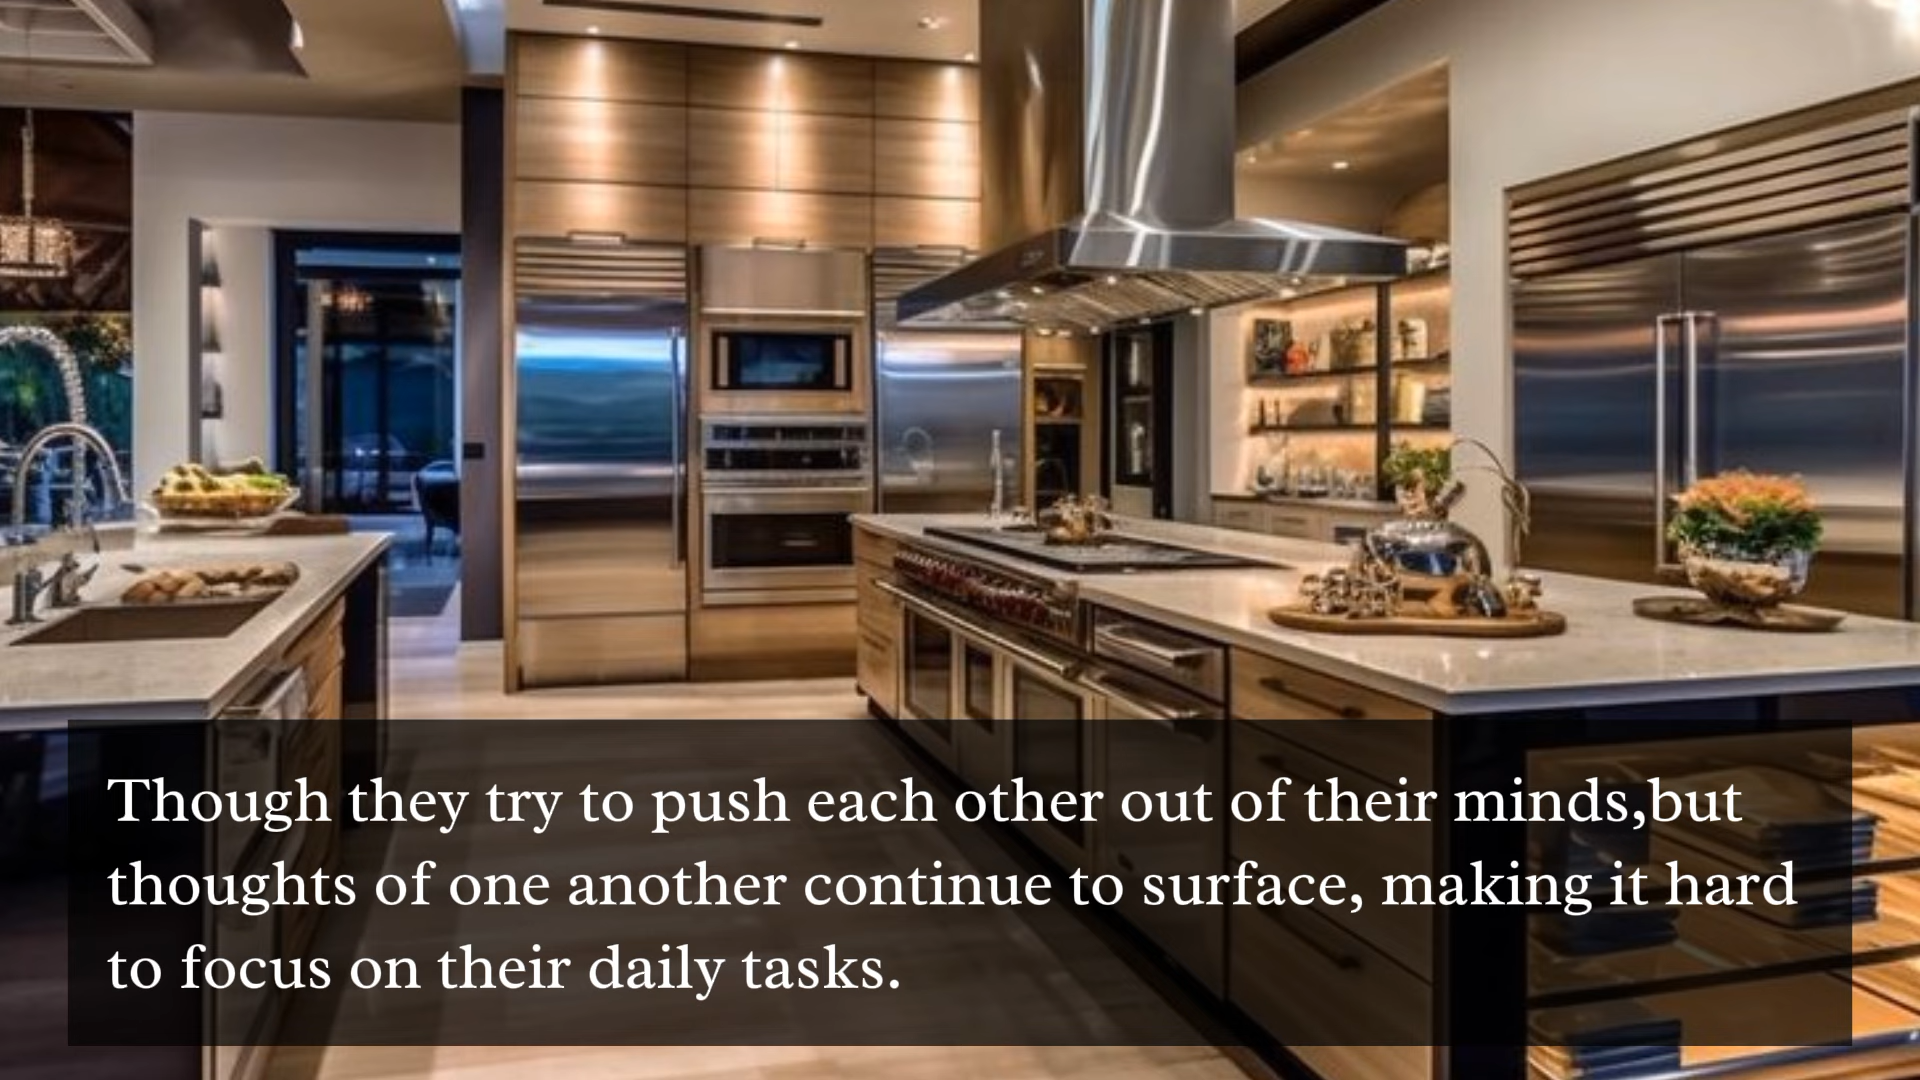 Though they try to push each other out of their minds,but
thoughts of one another continue to surface, making it hard
to focus on their daily tasks.